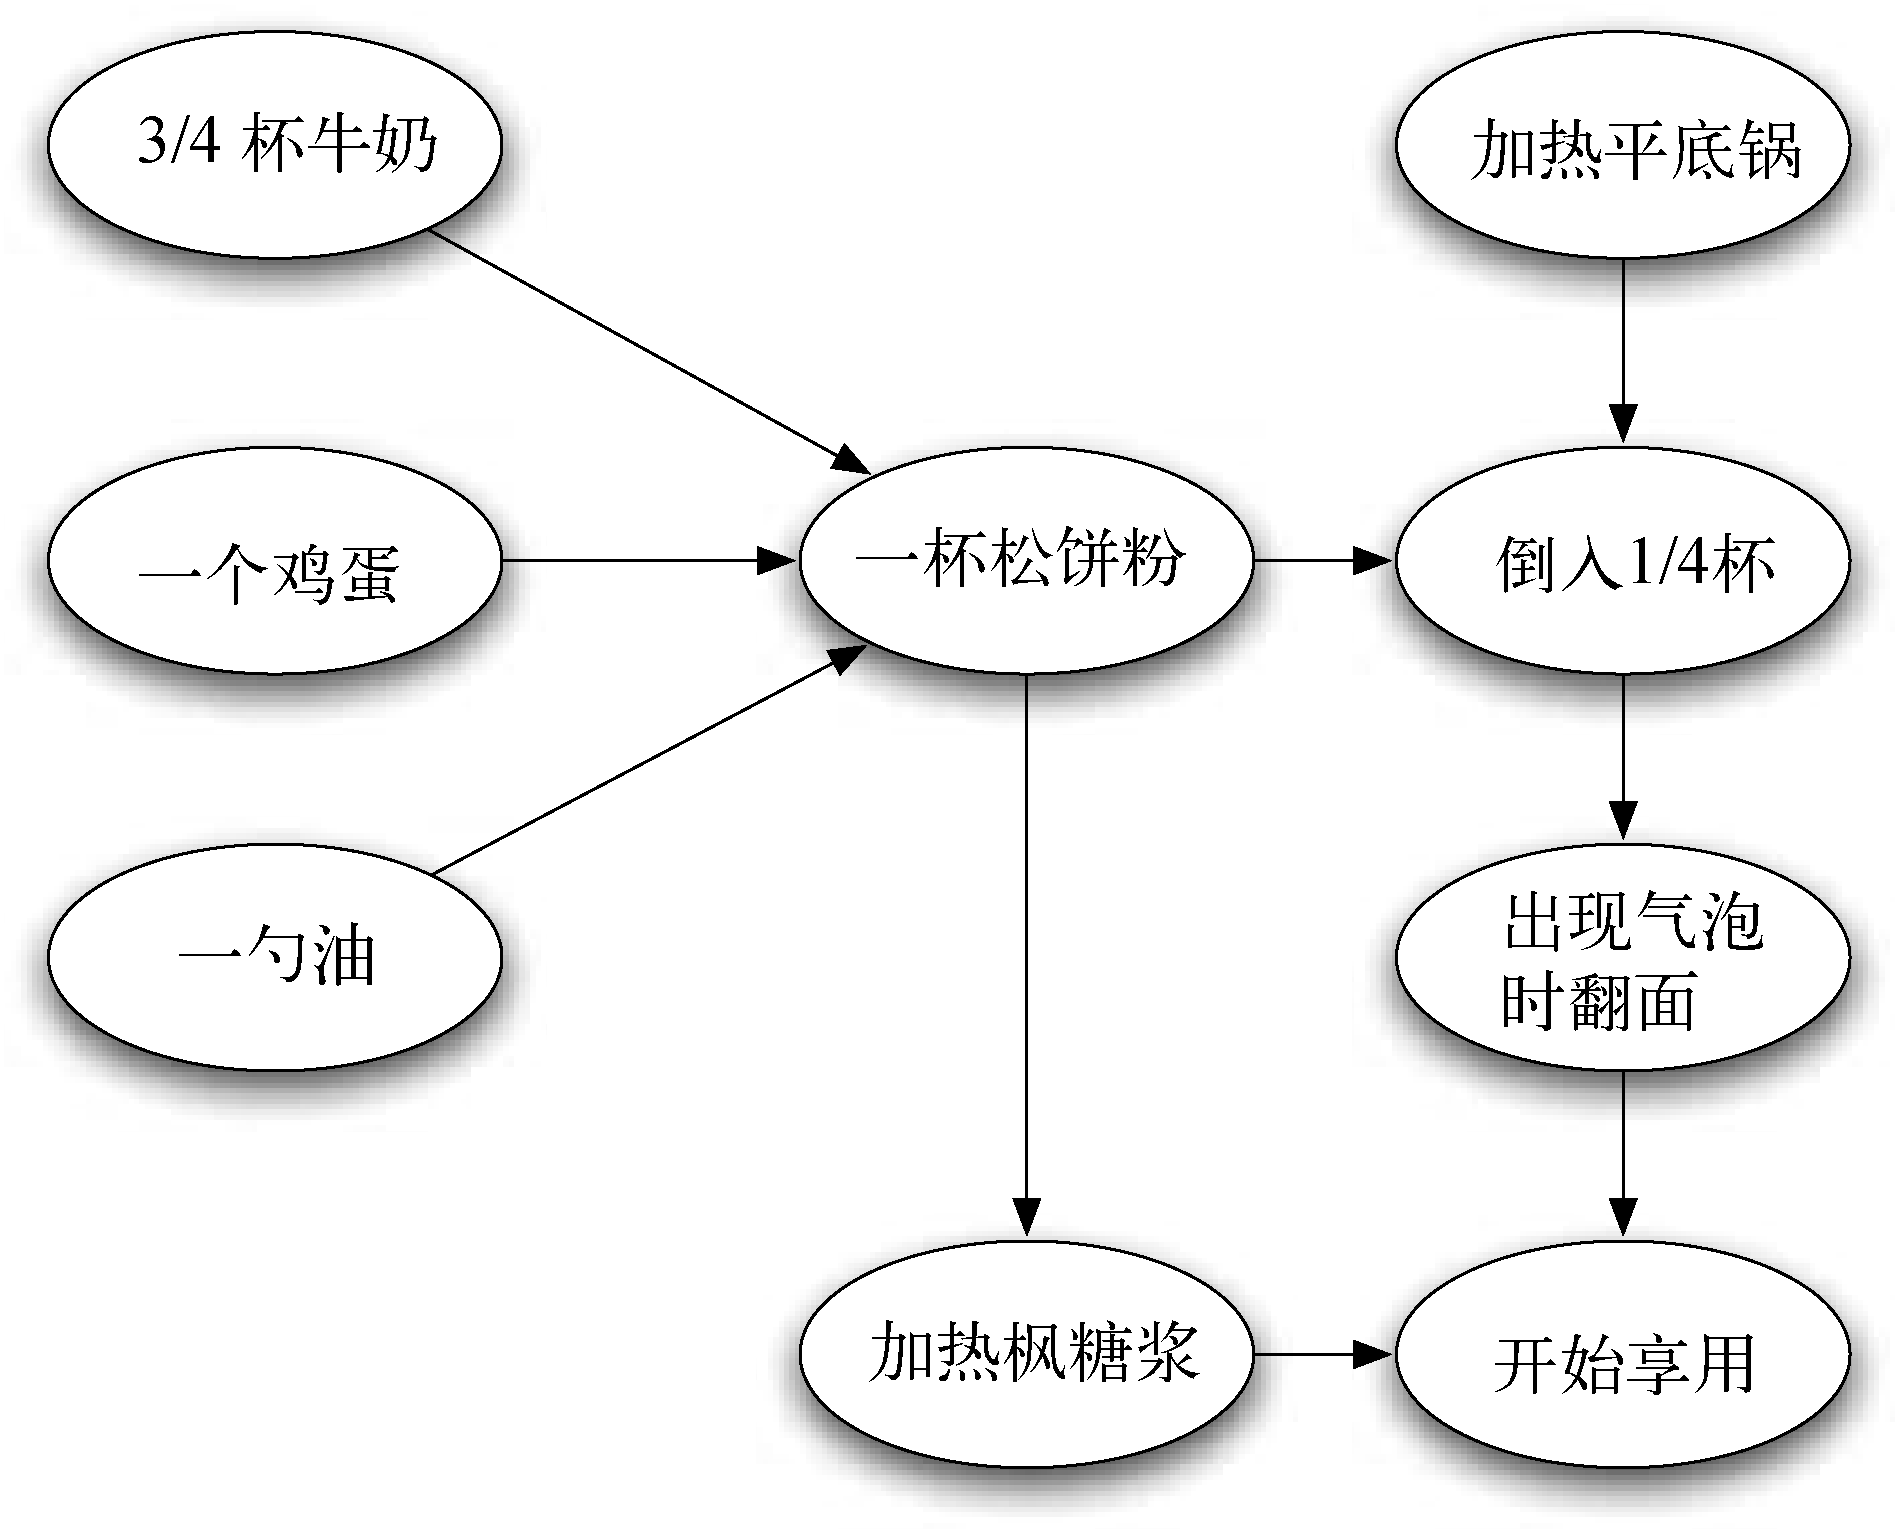 3/4 杯牛奶
加热平底锅
一个鸡蛋
一杯松饼粉
倒入1/4杯
一勺油
出现气泡
时翻面
加热枫糖浆
开始享用